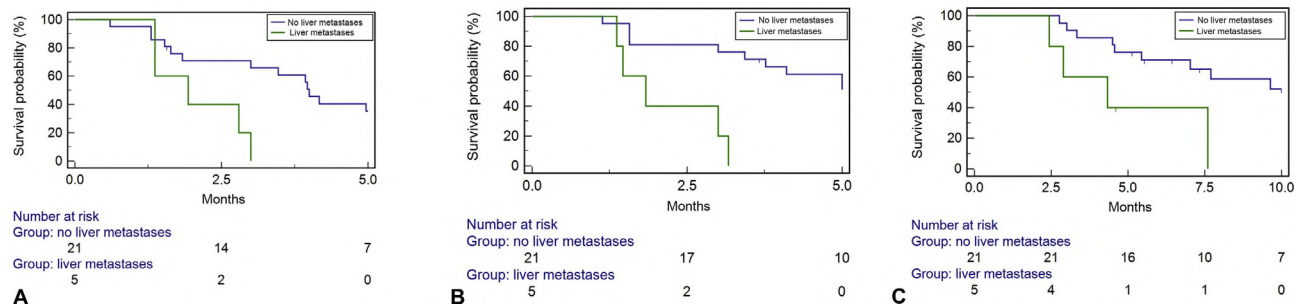 100
80
60
40
20
0
Survival probability (%)
No liver metastases
Liver metastases
0.0 2.5 5.0
Months
Number at risk
Group: no liver metastases
21 14 7
Group: liver metastases
5 2 0
A
100
80
60
40
20
0
Survival probability (%)
No liver metastases
Liver metastases
0.0 2.5 5.0
Months
Number at risk
Group: no liver metastases
21 17 10
Group: liver metastases
5 2 0
B
100
80
60
40
20
0
Survival probability (%)
No liver metastases
Liver metastases
0.0 2.5 5.0 7.5 10.0
Months
Number at risk
Group: no liver metastases
21 21 16 10 7
Group: liver metastases
5 4 1 1 0
C